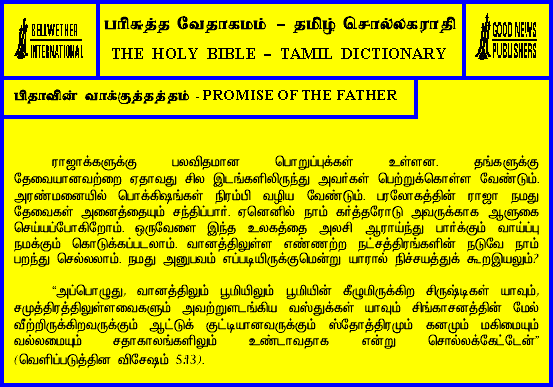 BELLWETHER
INTERNATIONAL
பரிசுத்த வேதாகமம் – தமிழ் சொல்லகராதி
THE HOLY BIBLE – TAMIL DICTIONARY
GOOD NEWS
PUBLISHERS
பிதாவின் வாக்குத்தத்தம் - PROMISE OF THE FATHER
ராஜாக்களுக்கு பலவிதமான பொறுப்புக்கள் உள்ளன. தங்களுக்கு
தேவையானவற்றை ஏதாவது சில இடங்களிலிருந்து அவர்கள் பெற்றுக்கொள்ள வேண்டும்.
அரண்மனையில் பொக்கிஷங்கள் நிரம்பி வழிய வேண்டும். பரலோகத்தின் ராஜா நமது
தேவைகள் அனைத்தையும் சந்திப்பார். ஏனெனில் நாம் கர்த்தரோடு அவருக்காக ஆளுகை
செய்யப்போகிறோம். ஒருவேளை இந்த உலகத்தை அலசி ஆராய்ந்து பார்க்கும் வாய்ப்பு
நமக்கும் கொடுக்கப்படலாம். வானத்திலுள்ள எண்ணற்ற நட்சத்திரங்களின் நடுவே நாம்
பறந்து செல்லலாம். நமது அனுபவம் எப்படியிருக்குமென்று யாரால் நிச்சயத்துக் கூறஇயலும்?
“அப்பொழுது, வானத்திலும் பூமியிலும் பூமியின் கீழுமிருக்கிற சிருஷ்டிகள் யாவும்,
சமுத்திரத்திலுள்ளவைகளும் அவற்றுளடங்கிய வஸ்துக்கள் யாவும் சிங்காசனத்தின் மேல்
வீற்றிருக்கிறவருக்கும் ஆட்டுக் குட்டியானவருக்கும் ஸ்தோத்திரமும் கனமும் மகிமையும்
வல்லமையும் சதாகாலங்களிலும் உண்டாவதாக என்று சொல்லக்கேட்டேன்”
(வெளிப்படுத்தின விசேஷம் 5:13).